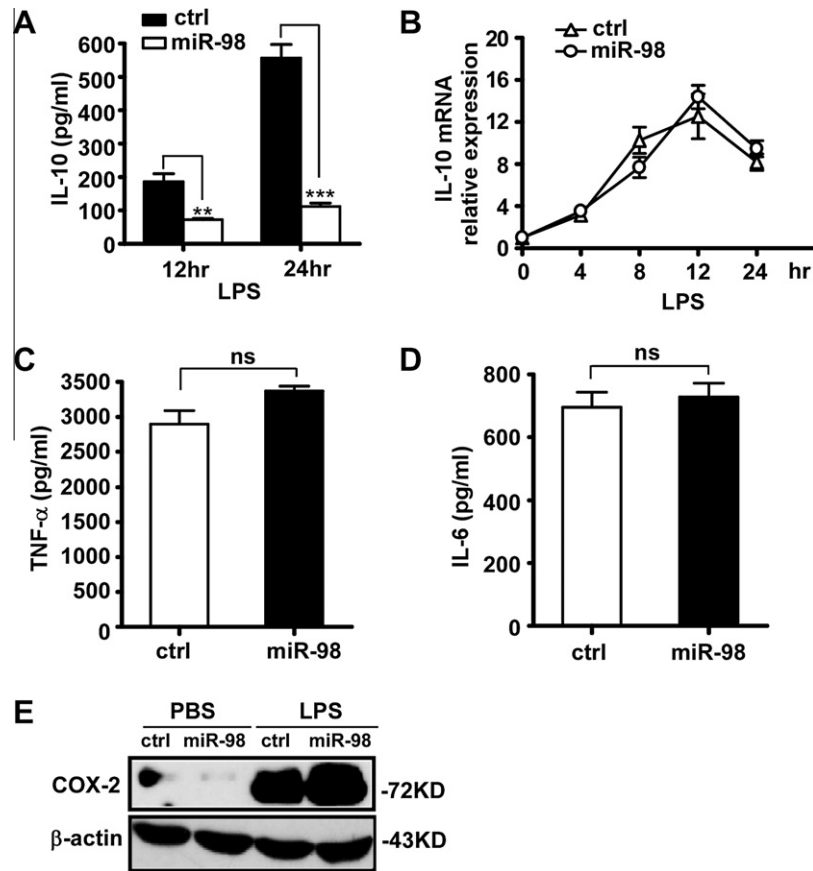 A
ctrl
miR-98
600
500
400
300
200
100
0
IL-10 (pg/ml)
**
***
12hr 24hr
LPS
B
ctrl
miR-98
20
16
12
8
4
0
IL-10 mRNA
relative expression
0 4 8 12 24 hr
LPS
C
ns
3500
3000
2500
2000
1500
1000
500
0
TNF-α (pg/ml)
ctrl miR-98
D
ns
800
600
400
200
0
IL-6 (pg/ml)
ctrl miR-98
E
PBS LPS
ctrl miR-98 ctrl miR-98
COX-2 -72KD
β-actin -43KD